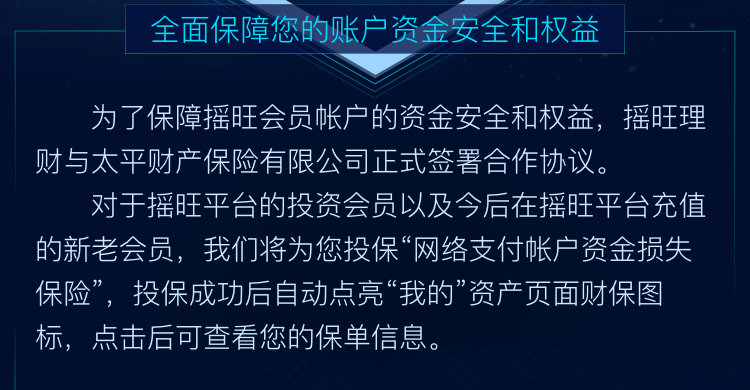 全面保障您的账户资金安全和权益
为了保障摇旺会员帐户的资金安全和权益，摇旺理
财与太平财产保险有限公司正式签署合作协议。
对于摇旺平台的投资会员以及今后在摇旺平台充值
的新老会员，我们将为您投保“网络支付帐户资金损失
保险”，投保成功后自动点亮“我的”资产页面财保图
标，点击后可查看您的保单信息。